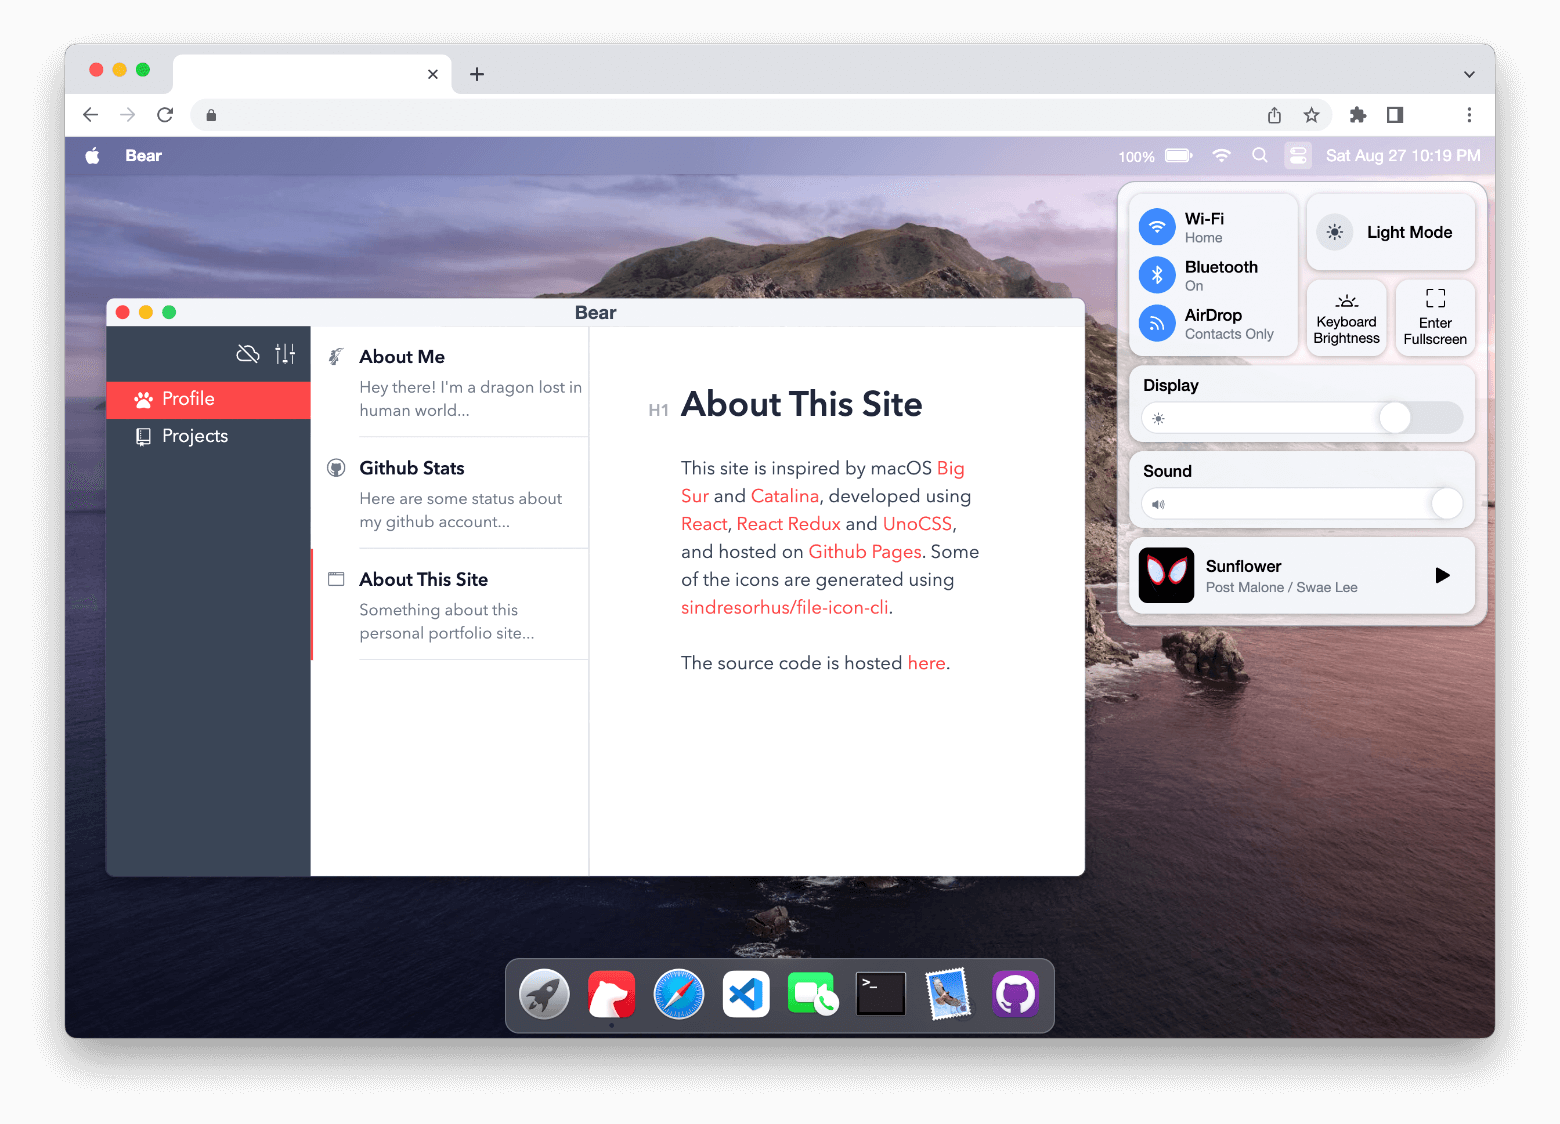 Bear
100%
Sat Aug 27 10:19 PM
Wi-Fi
Home
Bluetooth
On
AirDrop
Contacts Only
Light Mode
Keyboard
Brightness
Enter
Fullscreen
Display
Sound
Sunflower
Post Malone / Swae Lee
Bear
Profile
Projects
About Me
Hey there! I'm a dragon lost in
human world...
Github Stats
Here are some status about
my github account...
About This Site
Something about this
personal portfolio site...
H1 About This Site
This site is inspired by macOS Big
Sur and Catalina, developed using
React, React Redux and UnoCSS,
and hosted on Github Pages. Some
of the icons are generated using
sindresorhus/file-icon-cli.
The source code is hosted here.
>_